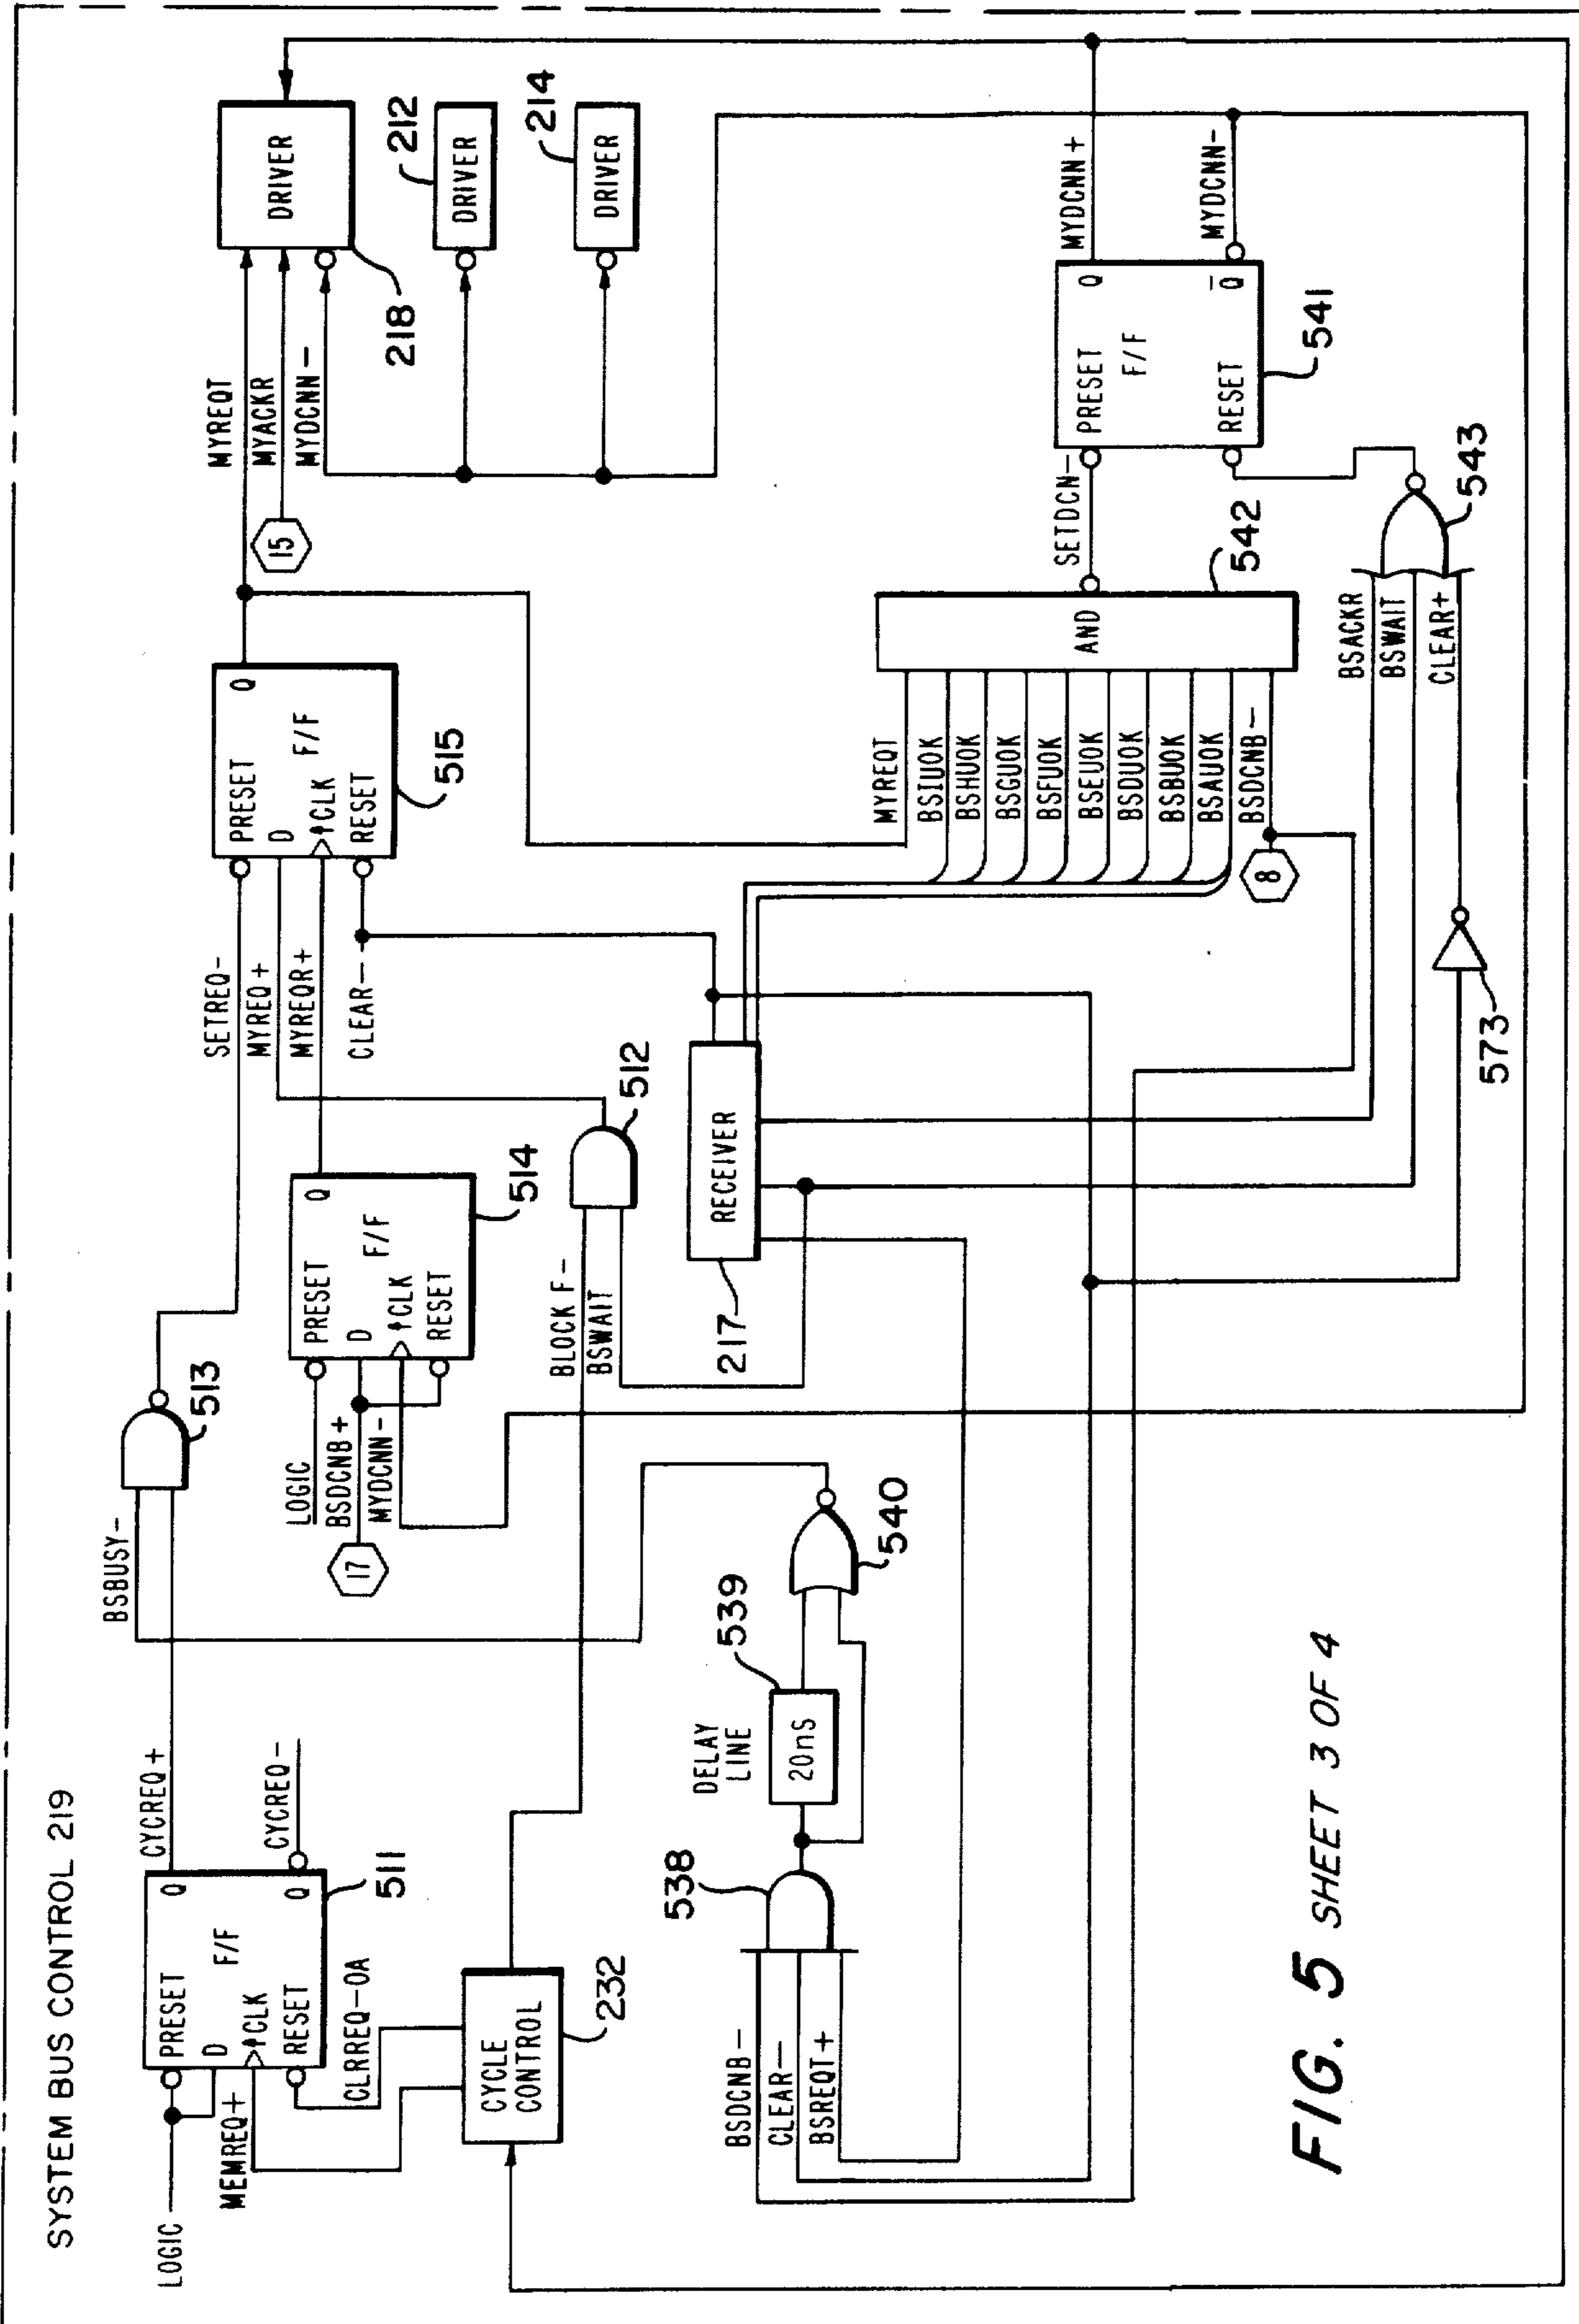 SYSTEM BUS CONTROL 219
LOGIC
MEMREQ+
PRESET
D
↑CLK
RESET
F/F
Q
Q
511
CYCREQ+
CYCREQ-
CLRREQ-0A
CYCLE
CONTROL
232
BSBUSY-
513
LOGIC
BSDCNB+
MYDCNN-
17
PRESET
D
↑CLK
RESET
F/F
Q
514
BLOCK F-
BSWAIT
512
SETREQ-
MYREQ+
MYREQR+
CLEAR-
PRESET
D
↑CLK
RESET
F/F
Q
515
MYREQT
MYACKR
MYDCNN-
15
DRIVER
218
DRIVER
212
DRIVER
214
BSDCNB-
CLEAR-
BSREQT+
538
DELAY
LINE
20nS
539
540
RECEIVER
217
MYREQT
BSIUOK
BSHUOK
BSGUOK
BSFUOK
BSEUOK
BSDUOK
BSBUOK
BSAUOK
BSDCNB-
8
AND
542
SETDCN-
PRESET
F/F
RESET
Q
Q̅
541
MYDCNN+
MYDCNN-
BSACKR
BSWAIT
CLEAR+
543
573
FIG. 5 SHEET 3 OF 4